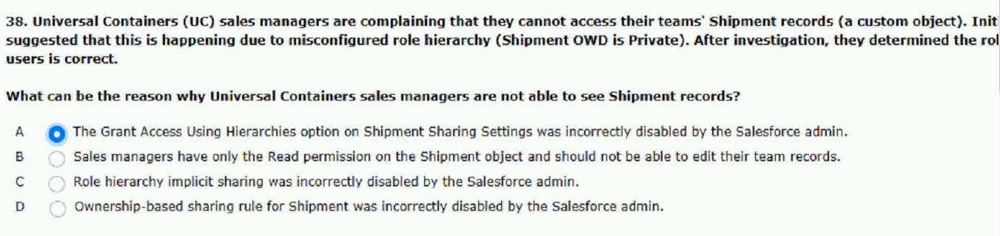 38. Universal Containers (UC) sales managers are complaining that they cannot access their teams' Shipment records (a custom object). Init
suggested that this is happening due to misconfigured role hierarchy (Shipment OWD is Private). After investigation, they determined the rol
users is correct.
What can be the reason why Universal Containers sales managers are not able to see Shipment records?
A The Grant Access Using Hierarchies option on Shipment Sharing Settings was incorrectly disabled by the Salesforce admin.
B Sales managers have only the Read permission on the Shipment object and should not be able to edit their team records.
C Role hierarchy implicit sharing was incorrectly disabled by the Salesforce admin.
D Ownership-based sharing rule for Shipment was incorrectly disabled by the Salesforce admin.